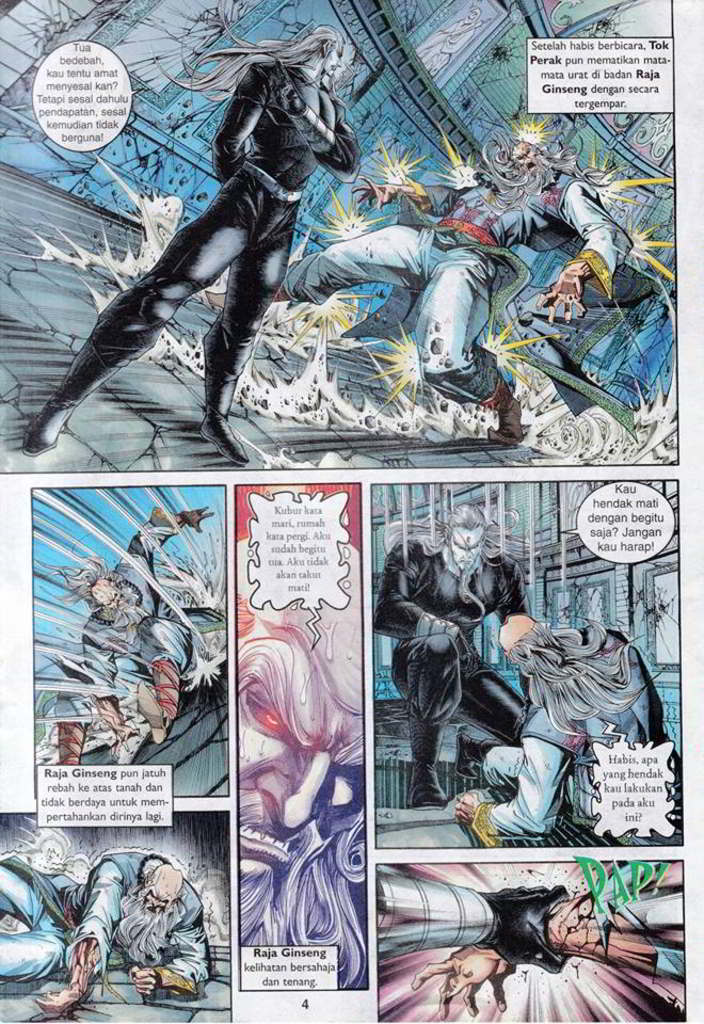 Tua
bedebah,
kau tentu amat
menyesal kan?
Tetapi sesal dahulu
pendapatan, sesal
kemudian tidak
berguna!
Setelah habis berbicara, Tok
Perak pun mematikan mata-
mata urat di badan Raja
Ginseng dengan secara
tergempar.
Raja Ginseng pun jatuh
rebah ke atas tanah dan
tidak berdaya untuk mem-
pertahankan dirinya lagi.
Kubur kata
mari, rumah
kata pergi. Aku
sudah begitu
tua. Aku tidak
akan takut
mati!
Raja Ginseng
kelihatan bersahaja
dan tenang.
Kau
hendak mati
dengan begitu
saja? Jangan
kau harap!
Habis, apa
yang hendak
kau lakukan
pada aku
ini?
PAP!
4